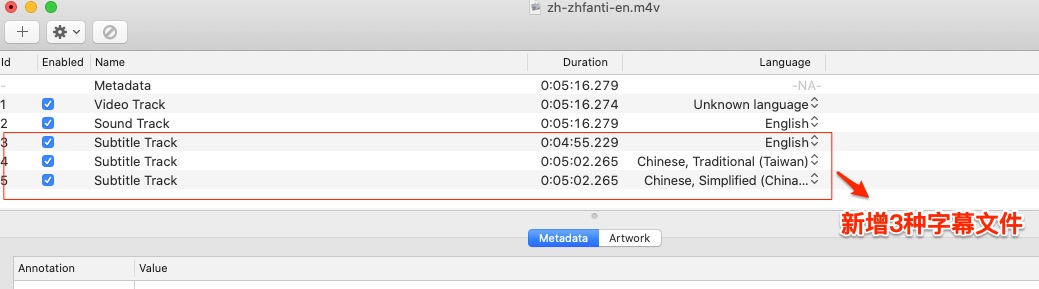 zh-zhfanti-en.m4v
Id Enabled Name Duration Language
- Metadata 0:05:16.279 -NA-
1 Video Track 0:05:16.274 Unknown language
2 Sound Track 0:05:16.279 English
3 Subtitle Track 0:04:55.229 English
4 Subtitle Track 0:05:02.265 Chinese, Traditional (Taiwan)
5 Subtitle Track 0:05:02.265 Chinese, Simplified (China...
新增3种字幕文件
Metadata Artwork
Annotation Value